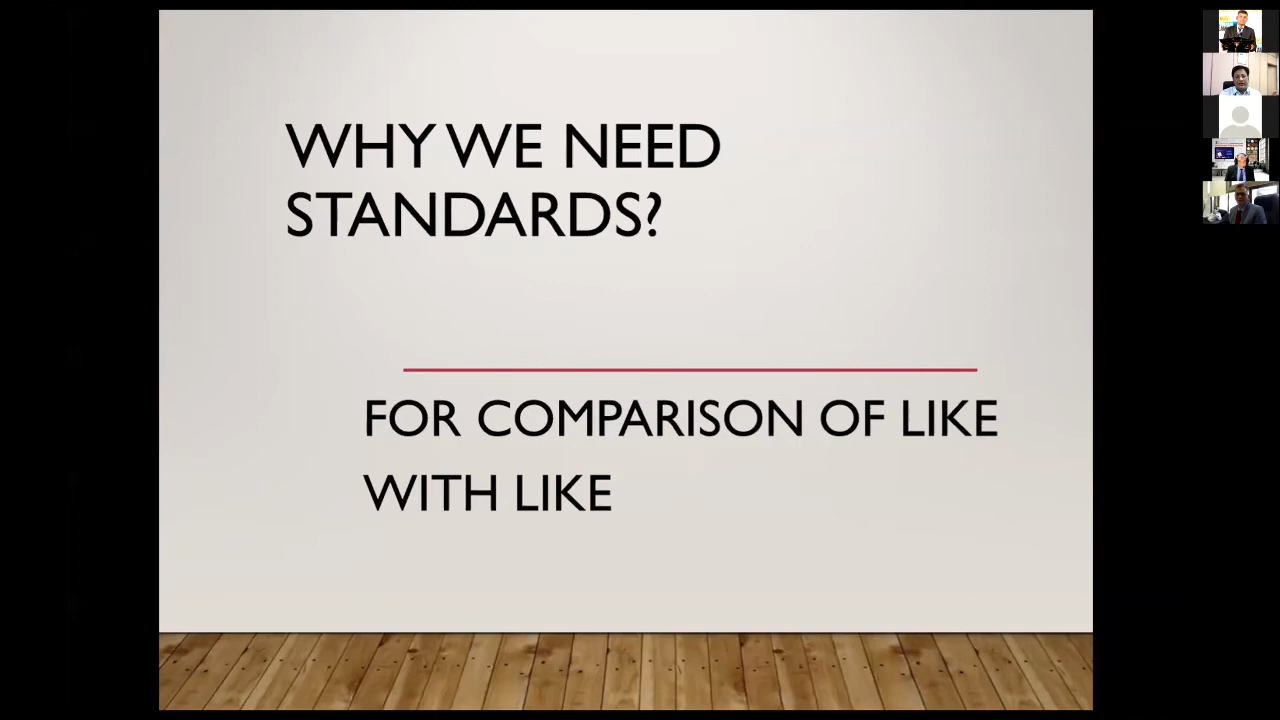 WHY WE NEED
STANDARDS?
FOR COMPARISON OF LIKE
WITH LIKE